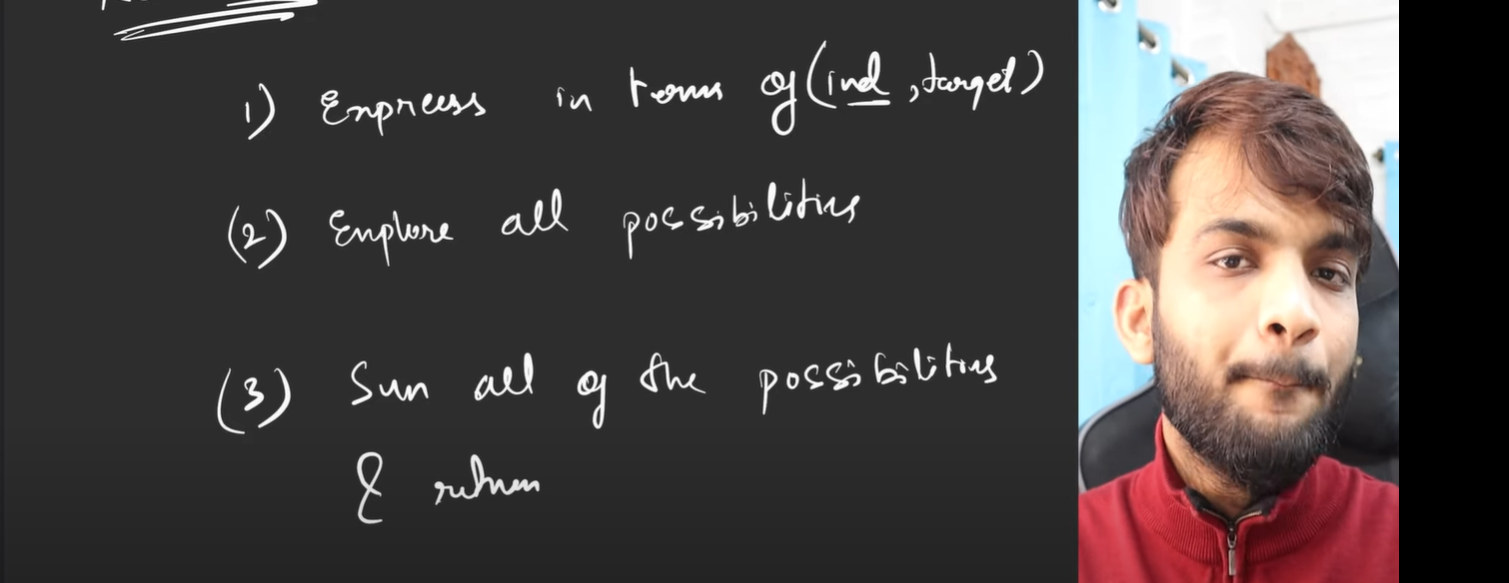 1) Express in terms of (ind, target)
(2) Explore all possibilities
(3) Sum all of the possibilities
& return